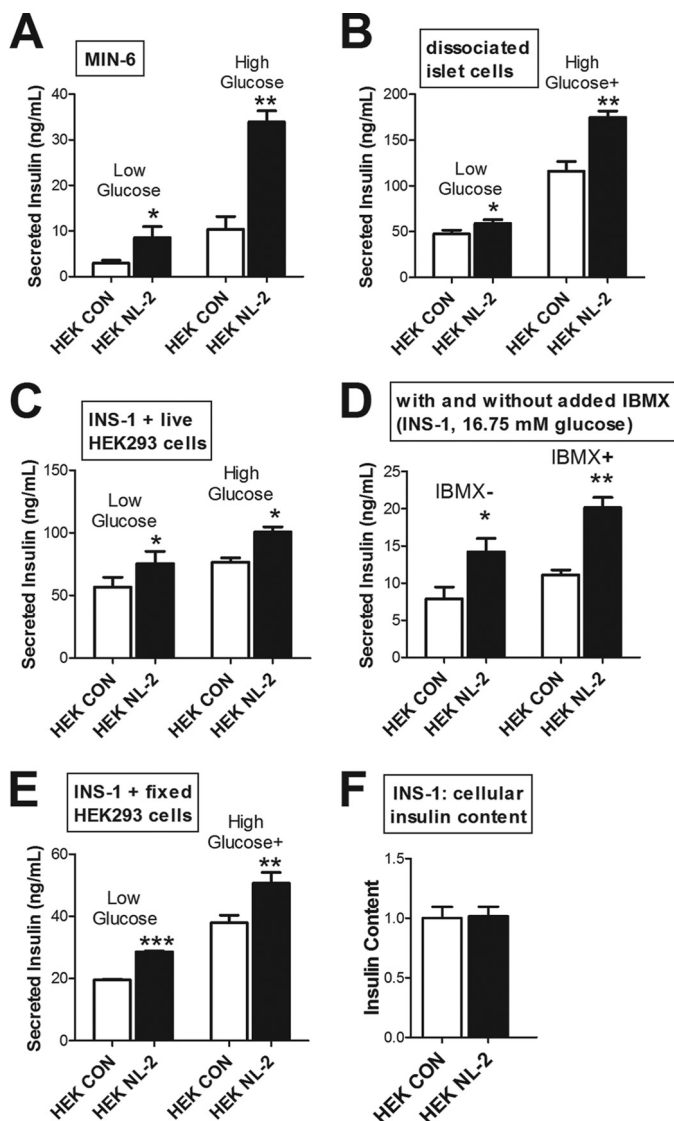 A
MIN-6
Secreted Insulin (ng/mL)
40
30
20
10
0
Low
Glucose
*
High
Glucose
**
HEK CON
HEK NL-2
HEK CON
HEK NL-2
B
dissociated
islet cells
Secreted Insulin (ng/mL)
200
150
100
50
0
Low
Glucose
*
High
Glucose+
**
HEK CON
HEK NL-2
HEK CON
HEK NL-2
C
INS-1 + live
HEK293 cells
Secreted Insulin (ng/mL)
150
100
50
0
Low
Glucose
*
High
Glucose
*
HEK CON
HEK NL-2
HEK CON
HEK NL-2
D
with and without added IBMX
(INS-1, 16.75 mM glucose)
Secreted Insulin (ng/mL)
25
20
15
10
5
0
IBMX-
*
IBMX+
**
HEK CON
HEK NL-2
HEK CON
HEK NL-2
E
INS-1 + fixed
HEK293 cells
Secreted Insulin (ng/mL)
60
40
20
0
Low
Glucose
***
High
Glucose+
**
HEK CON
HEK NL-2
HEK CON
HEK NL-2
F
INS-1: cellular
insulin content
Insulin Content
1.5
1.0
0.5
0.0
HEK CON
HEK NL-2